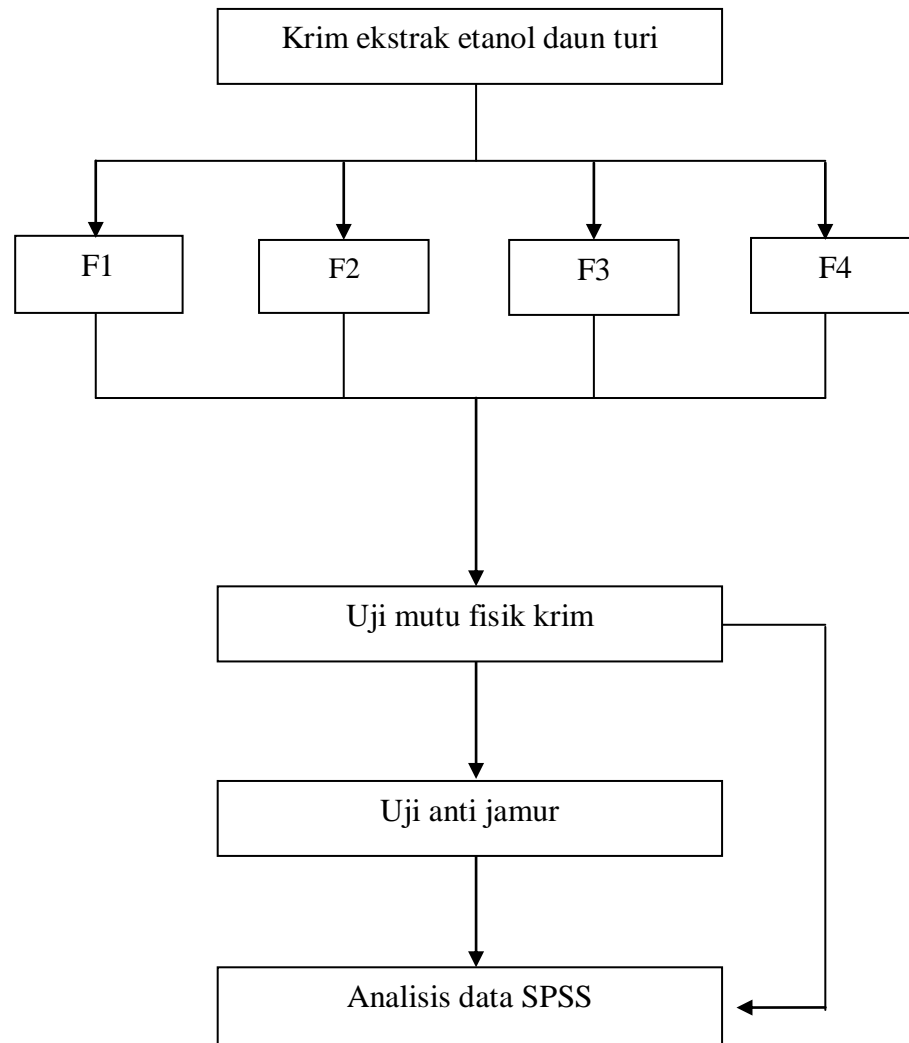 Krim ekstrak etanol daun turi
F1
F2
F3
F4
Uji mutu fisik krim
Uji anti jamur
Analisis data SPSS